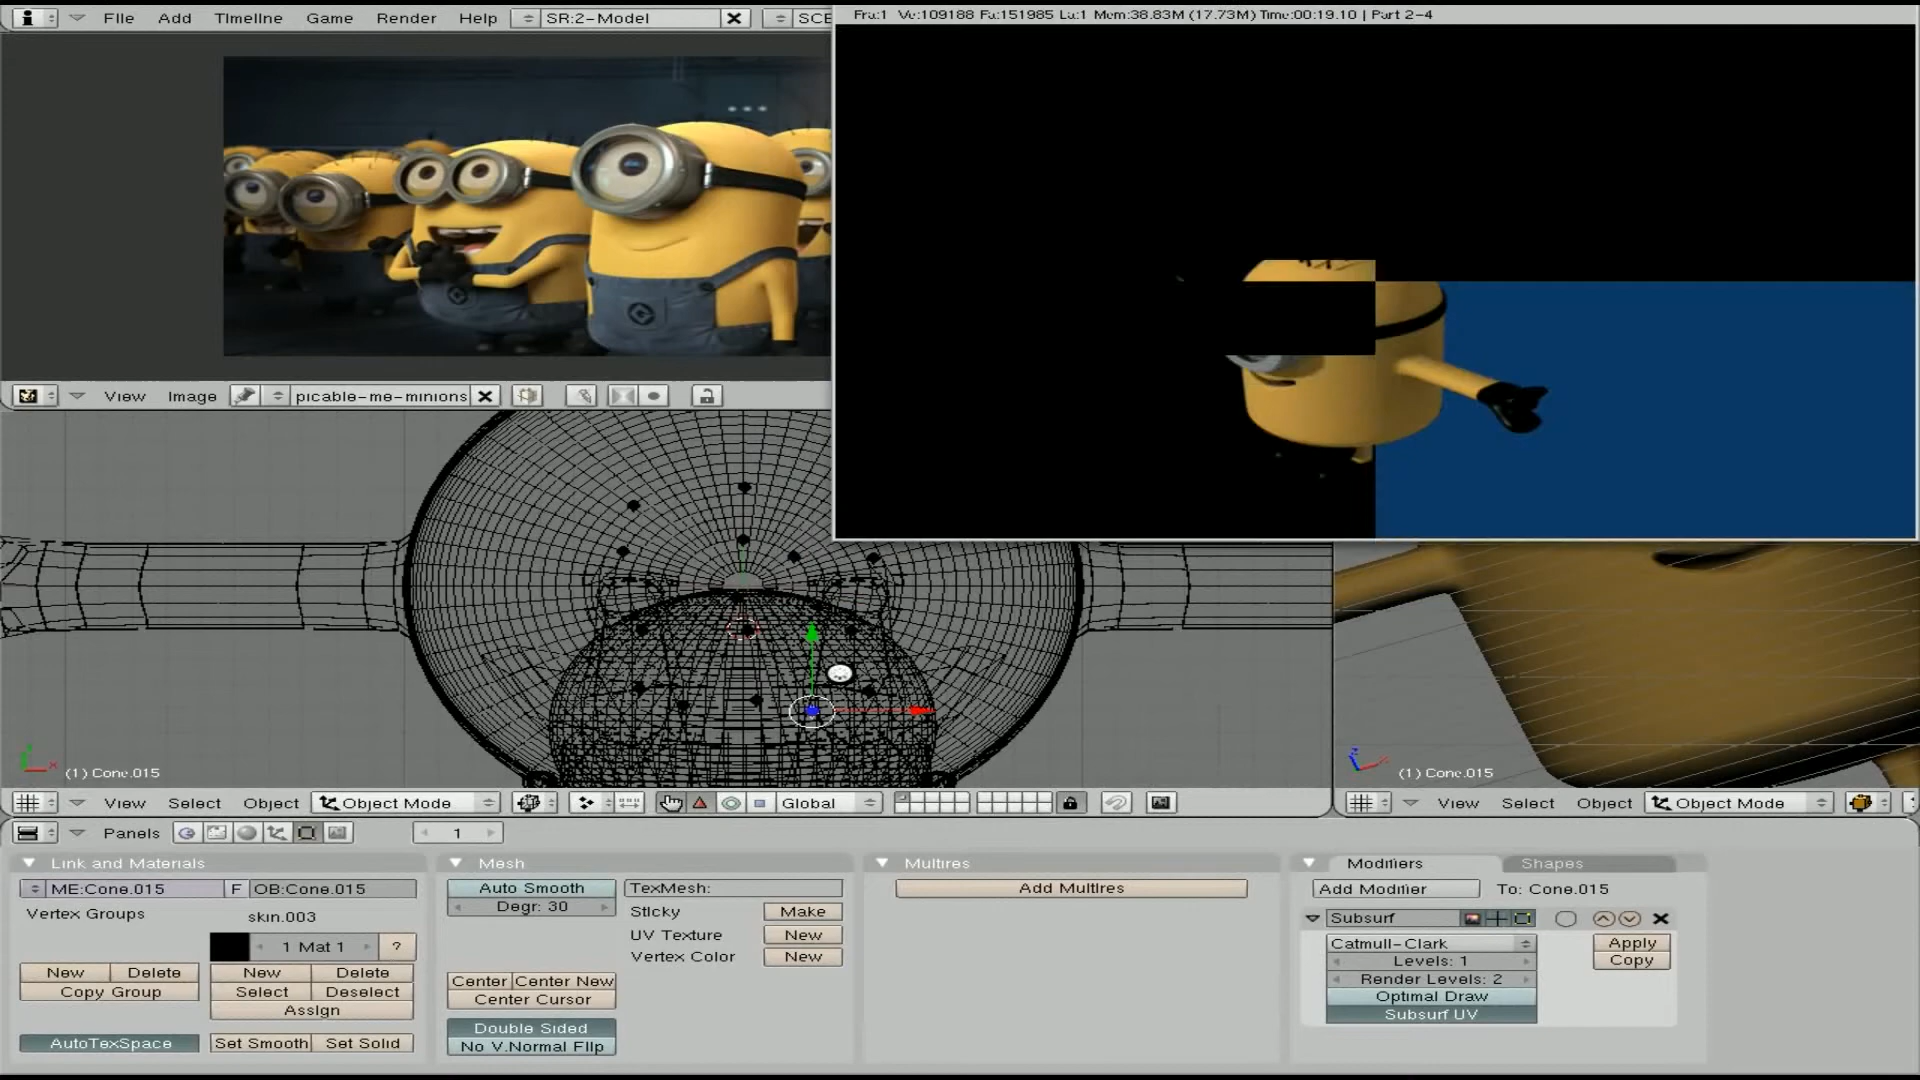 File Add Timeline Game Render Help SR:2-Model SCE
Fra:1 Ve:109188 Fa:151985 La:1 Mem:38.83M (17.73M) Time:00:19.10 | Part 2-4
View Image picable-me-minions
(1) Cone.015
(1) Cone.015
View Select Object Object Mode Global
View Select Object Object Mode
Panels 1
Link and Materials
ME:Cone.015 F OB:Cone.015
Vertex Groups skin.003
1 Mat 1 ?
New Delete New Delete
Copy Group Select Deselect
Assign
AutoTexSpace Set Smooth Set Solid
Mesh
Auto Smooth TexMesh:
Degr: 30 Sticky Make
UV Texture New
Vertex Color New
Center Center New
Center Cursor
Double Sided
No V.Normal Flip
Multires
Add Multires
Modifiers Shapes
Add Modifier To: Cone.015
Subsurf
Catmull-Clark Apply
Levels: 1 Copy
Render Levels: 2
Optimal Draw
Subsurf UV